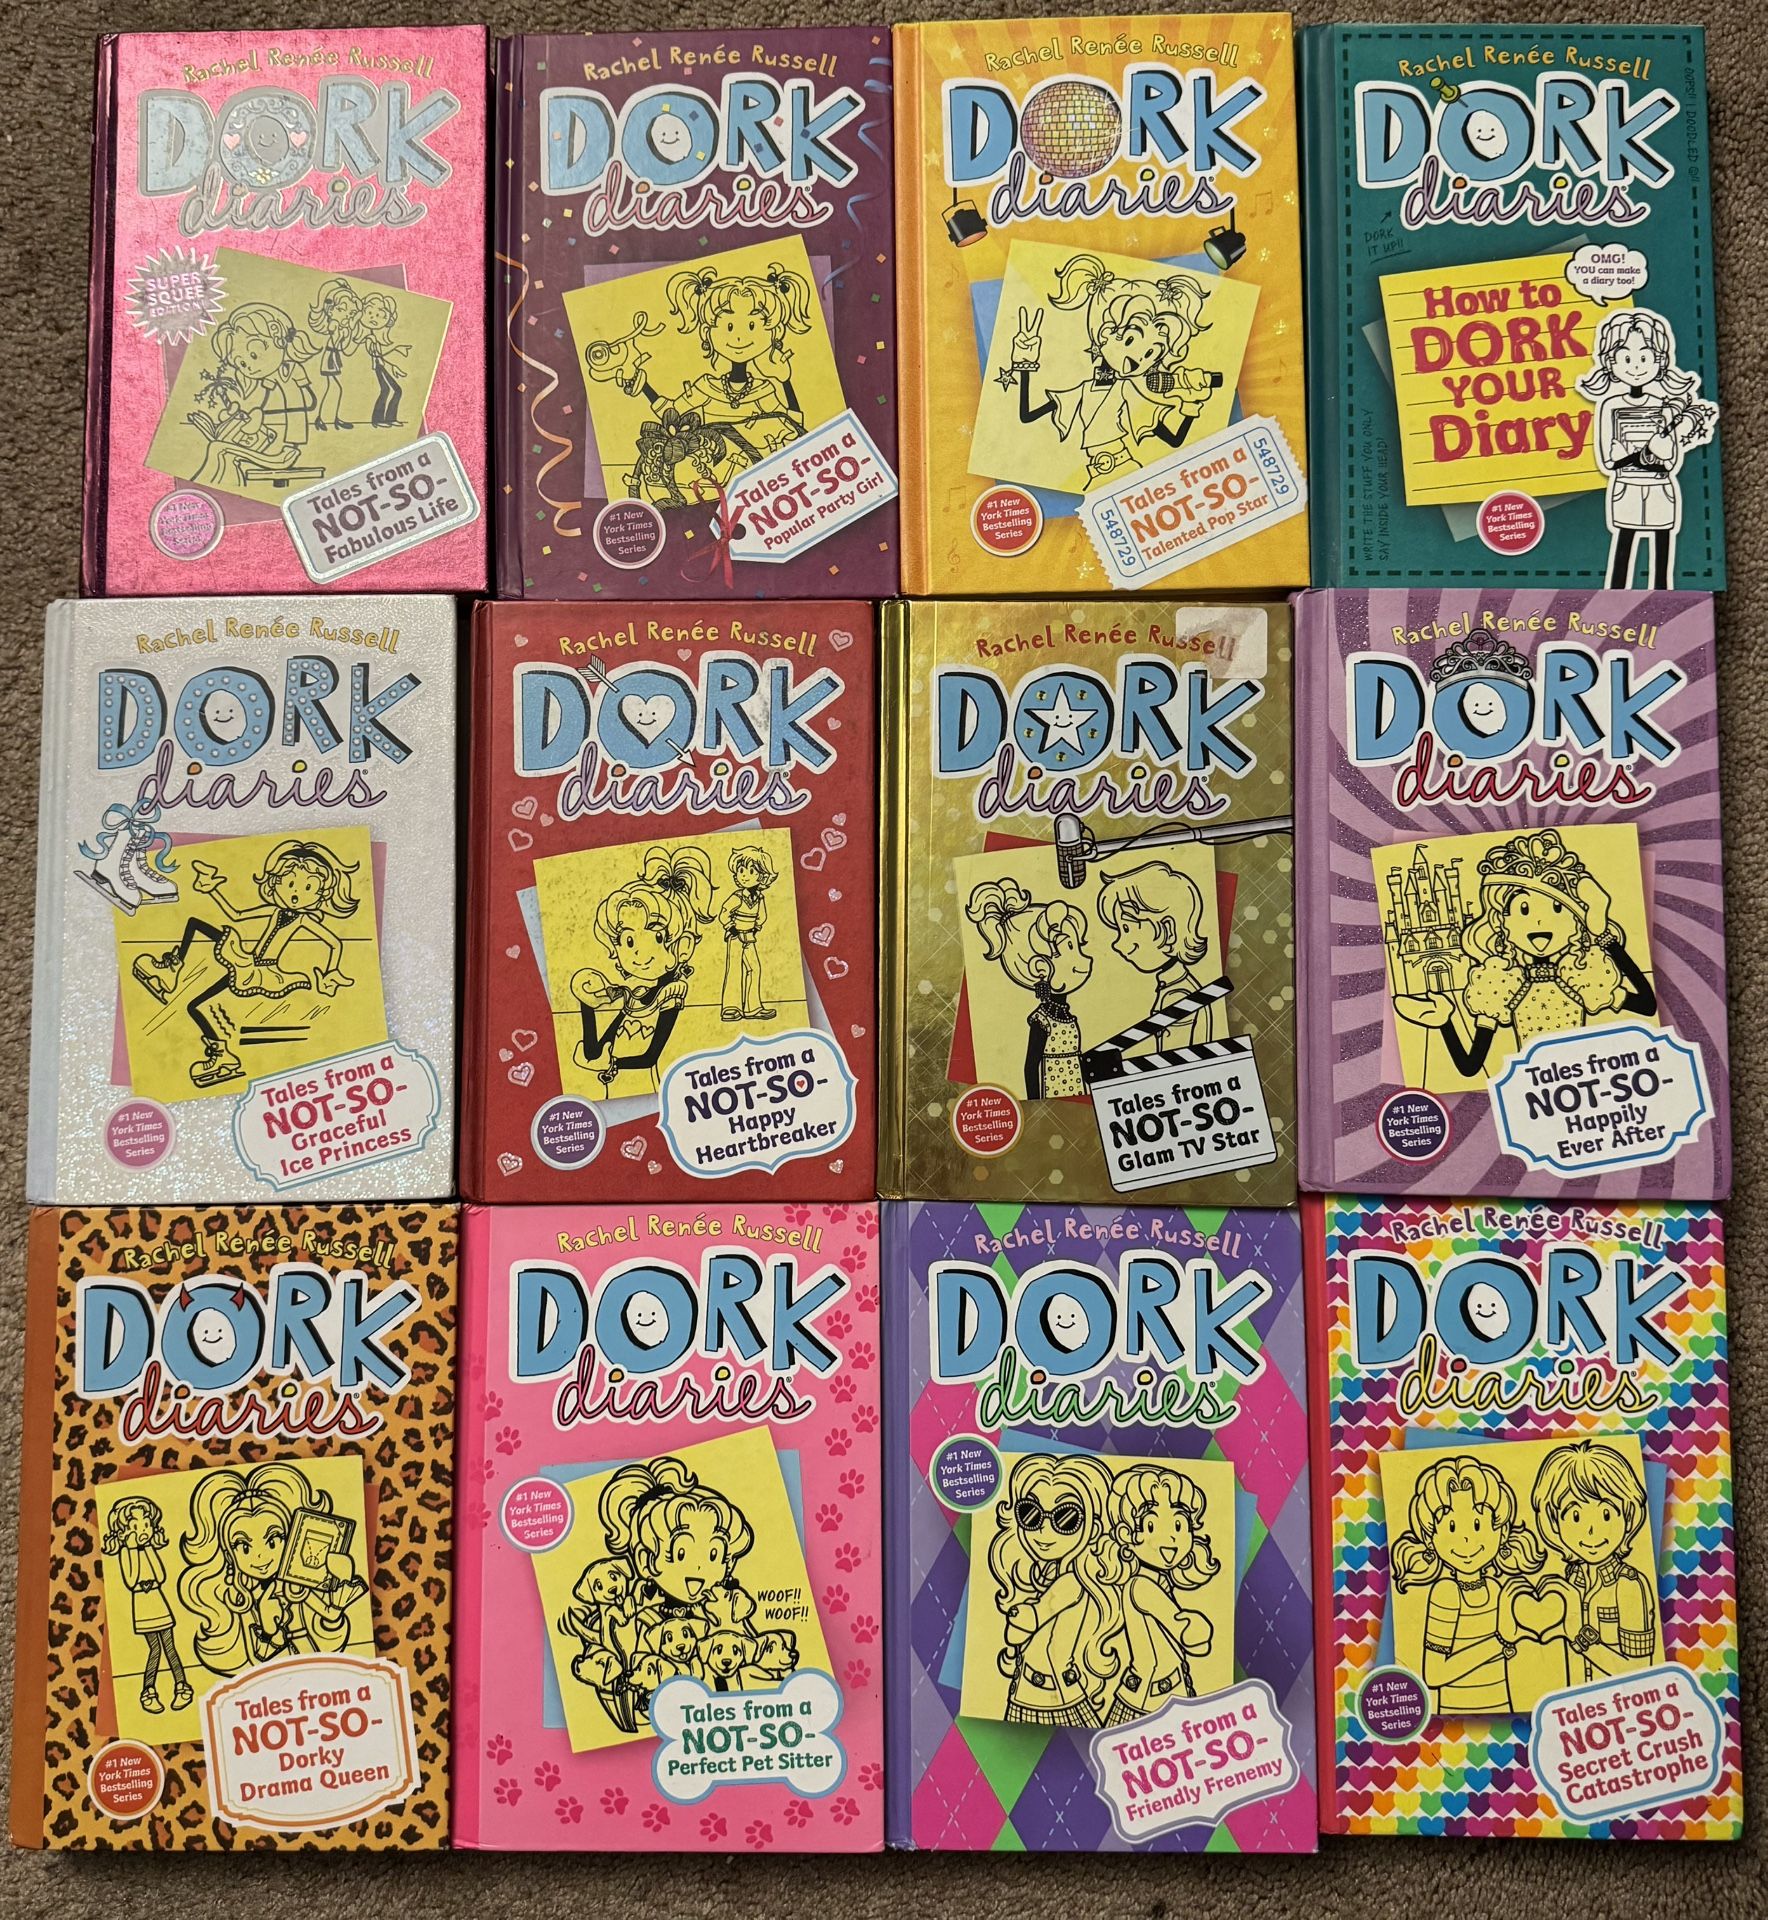 Rachel Renée Russell
DORK
diaries
SUPER
SQUEE
EDITION!
#1 New
York Times
Bestselling
Series
Tales from a
NOT-SO-
Fabulous Life
Rachel Renée Russell
DORK
diaries
#1 New
York Times
Bestselling
Series
Tales from a
NOT-SO-
Popular Party Girl
Rachel Renée Russell
DORK
diaries
#1 New
York Times
Bestselling
Series
548729
Tales from a
NOT-SO-
Talented Pop Star
548729
Rachel Renée Russell
DORK
diaries®
OOPS!! I DOODLED @!!
DORK
IT UP!!
OMG!
YOU can make
a diary too!
How to
DORK
YOUR
Diary
#1 New
York Times
Bestselling
Series
WRITE THE STUFF YOU ONLY
SAY INSIDE YOUR HEAD!
Rachel Renée Russell
DORK
diaries
#1 New
York Times
Bestselling
Series
Tales from a
NOT-SO-
Graceful
Ice Princess
Rachel Renée Russell
DORK
diaries®
#1 New
York Times
Bestselling
Series
Tales from a
NOT-SO-
Happy
Heartbreaker
Rachel Renée Russell
DORK
diaries®
#1 New
York Times
Bestselling
Series
Tales from a
NOT-SO-
Glam TV Star
Rachel Renée Russell
DORK
diaries®
#1 New
York Times
Bestselling
Series
Tales from a
NOT-SO-
Happily
Ever After
Rachel Renée Russell
DORK
diaries®
#1 New
York Times
Bestselling
Series
Tales from a
NOT-SO-
Dorky
Drama Queen
Rachel Renée Russell
DORK
diaries®
#1 New
York Times
Bestselling
Series
WOOF!!
WOOF!!
Tales from a
NOT-SO-
Perfect Pet Sitter
Rachel Renée Russell
DORK
diaries®
#1 New
York Times
Bestselling
Series
Tales from a
NOT-SO-
Friendly Frenemy
Rachel Renée Russell
DORK
diaries®
#1 New
York Times
Bestselling
Series
Tales from a
NOT-SO-
Secret Crush
Catastrophe